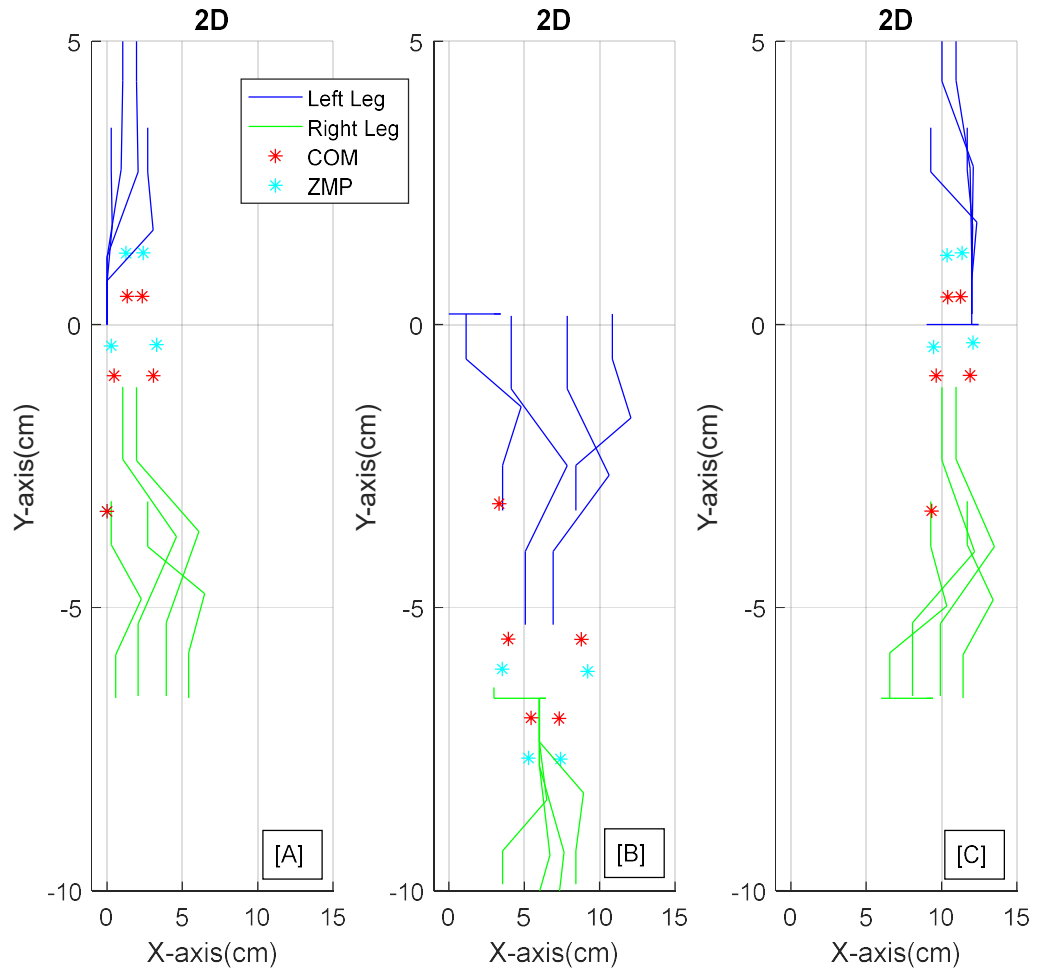 2D
5
0
-5
-10
0
5
10
15
Y-axis(cm)
X-axis(cm)
[A]
Left Leg
Right Leg
COM
ZMP
2D
5
0
-5
-10
0
5
10
15
Y-axis(cm)
X-axis(cm)
[B]
2D
5
0
-5
-10
0
5
10
15
Y-axis(cm)
X-axis(cm)
[C]